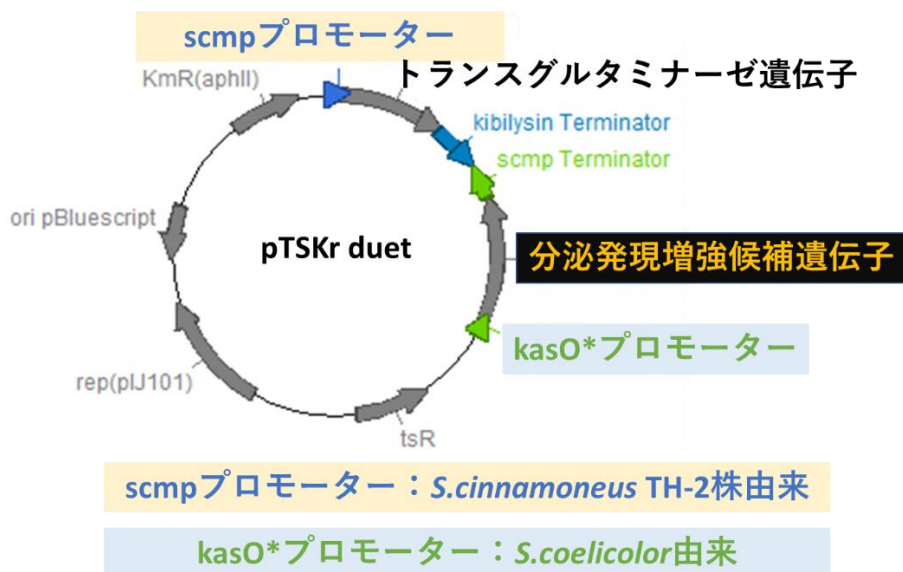 scmpプロモーター
KmR(aphII)
トランスグルタミナーゼ遺伝子
kibilysin Terminator
scmp Terminator
ori pBluescript
pTSKr duet
分泌発現増強候補遺伝子
kasO*プロモーター
rep(pIJ101)
tsR
scmpプロモーター：S.cinnamoneus TH-2株由来
kasO*プロモーター：S.coelicolor由来